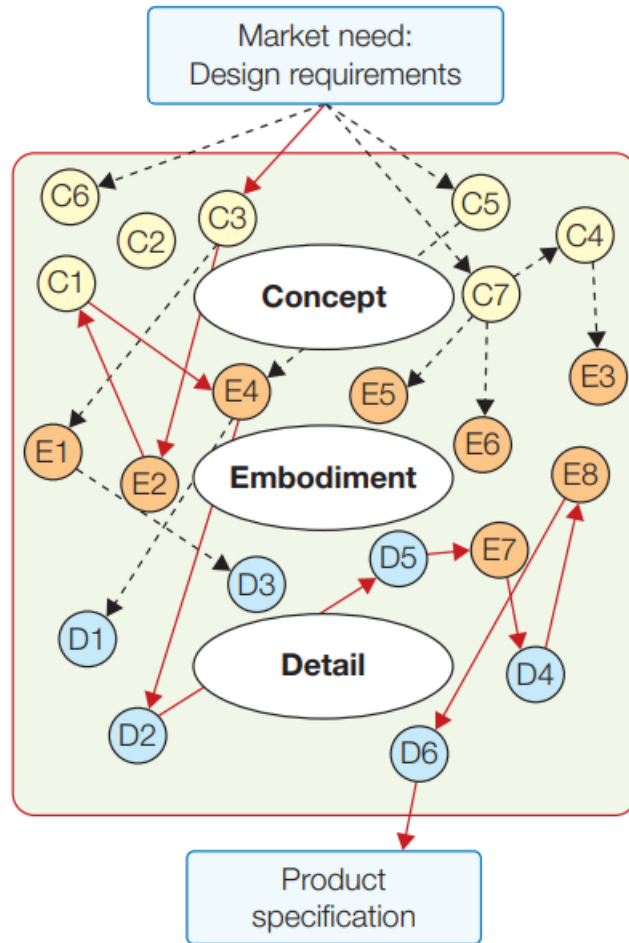 Market need:
Design requirements
C6
C3
C5
C2
C4
C1
C7
Concept
E4
E5
E3
E1
E2
E6
Embodiment
E8
D5
E7
D3
D1
Detail
D4
D2
D6
Product
specification